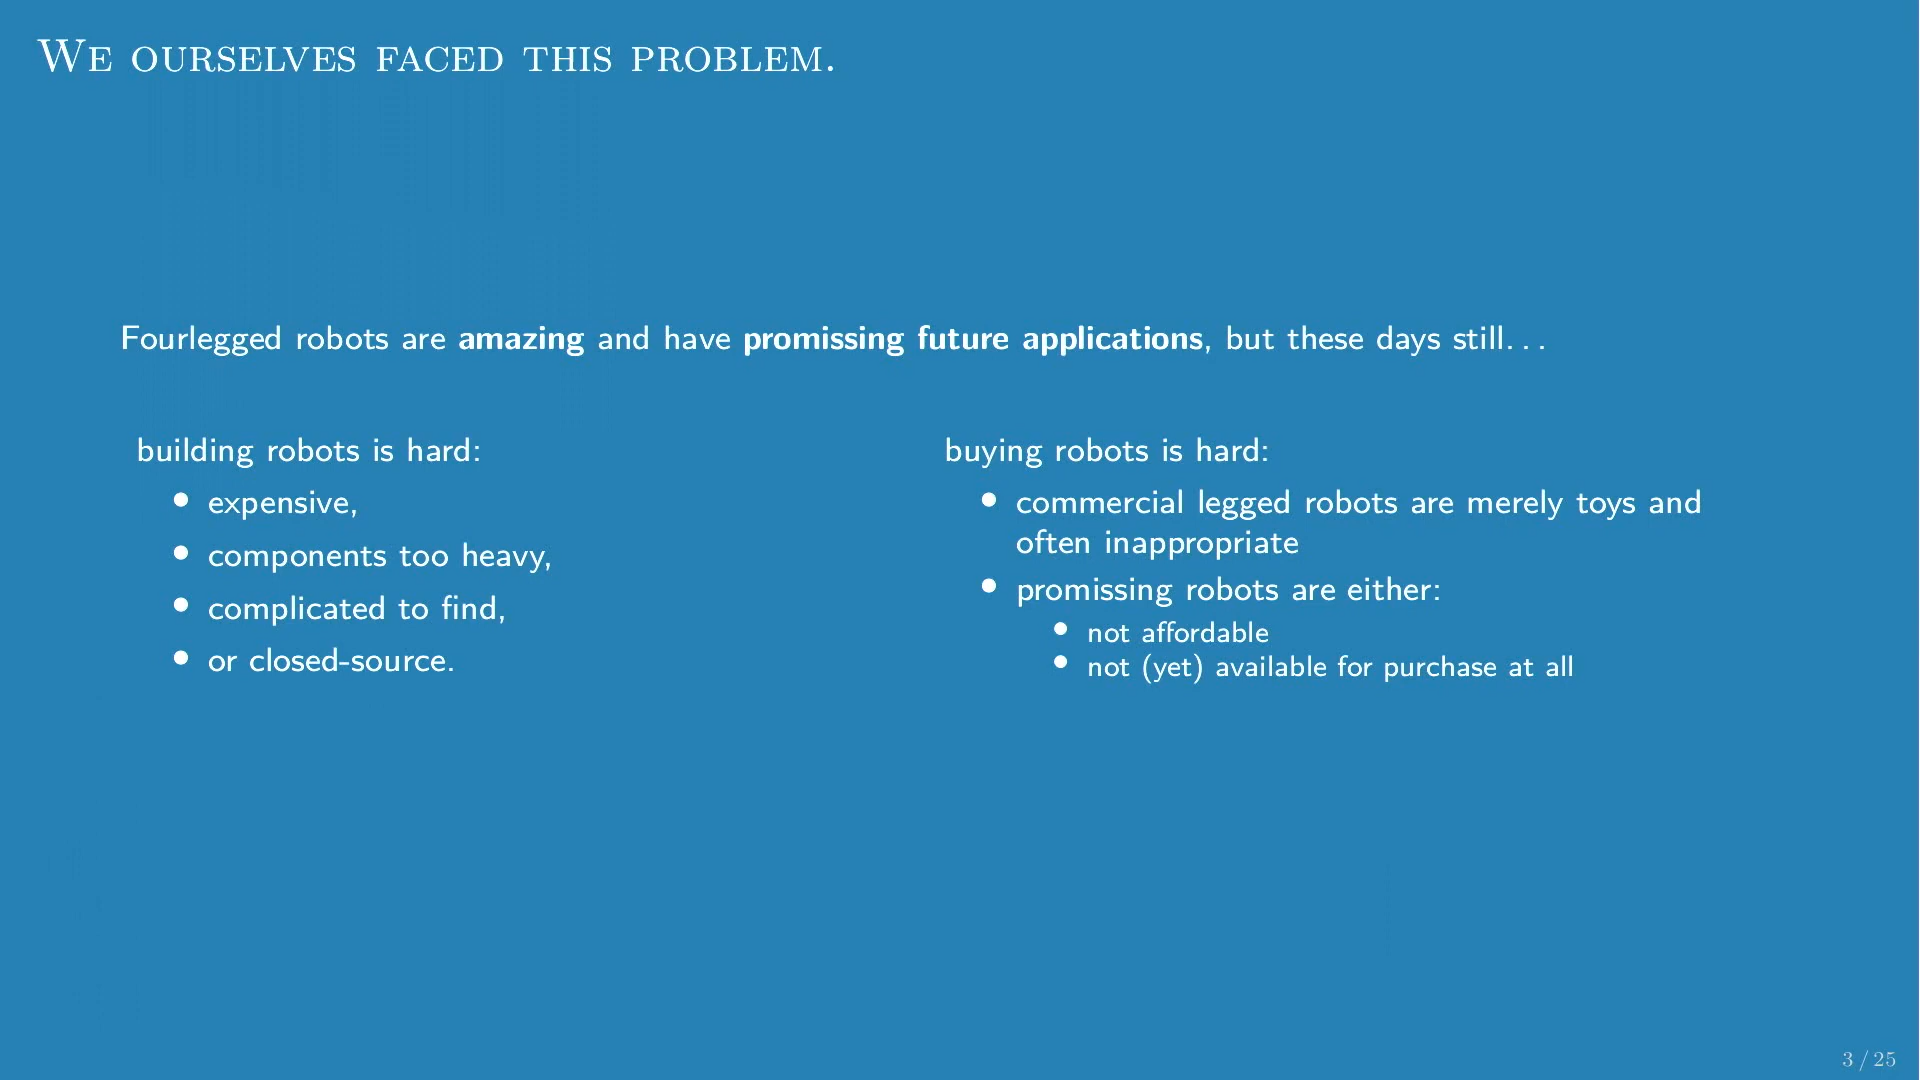 We ourselves faced this problem.
Fourlegged robots are amazing and have promissing future applications, but these days still...
building robots is hard:
• expensive,
• components too heavy,
• complicated to find,
• or closed-source.
buying robots is hard:
• commercial legged robots are merely toys and
often inappropriate
• promissing robots are either:
• not affordable
• not (yet) available for purchase at all
3 / 25